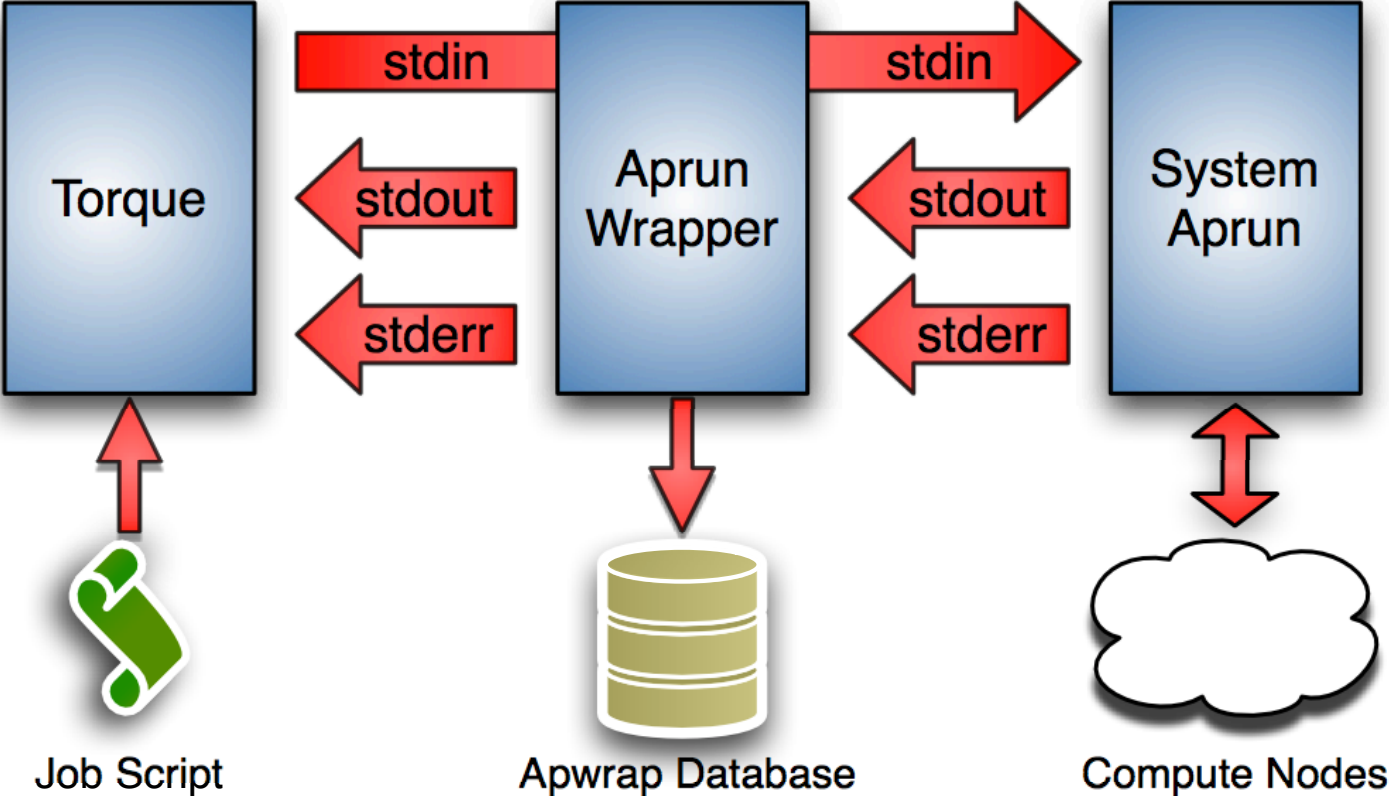 stdin
stdin
Torque
stdout
Aprun
Wrapper
stdout
System
Aprun
stderr
stderr
Job Script
Apwrap Database
Compute Nodes